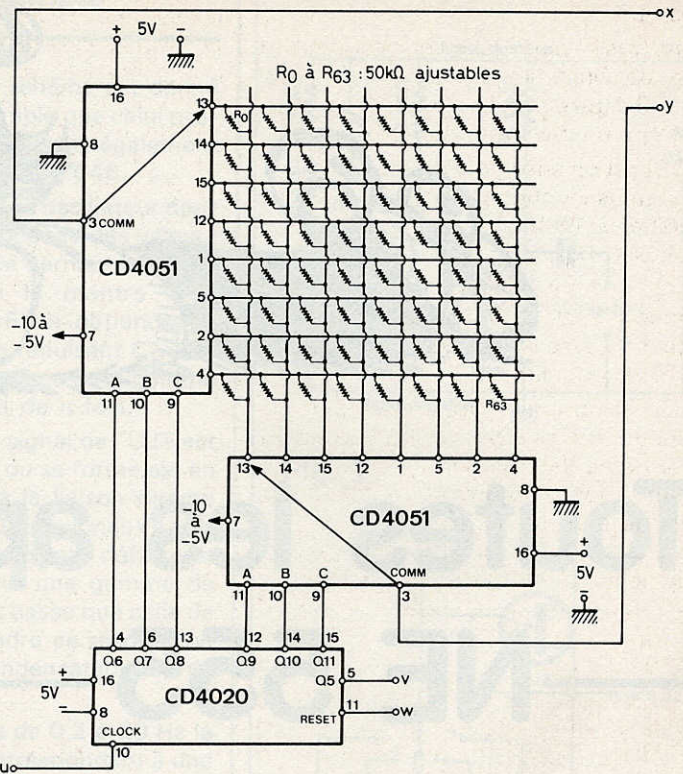 x
+ 5V −
16
R0 à R63 : 50kΩ ajustables
13
R0
y
8
14
15
3 COMM
12
CD4051
1
5
−10 à
−5V
7
2
A B C
4
11 10 9
R63
13 14 15 12 1 5 2 4
8
−10
à
−5V
7
CD4051
16
+
5V
−
A B C COMM
11 10 9 3
4 6 13 12 14 15
Q6 Q7 Q8 Q9 Q10 Q11
+
5V
−
16
8
CD4020
Q5 5 V
RESET 11 W
CLOCK
10
u